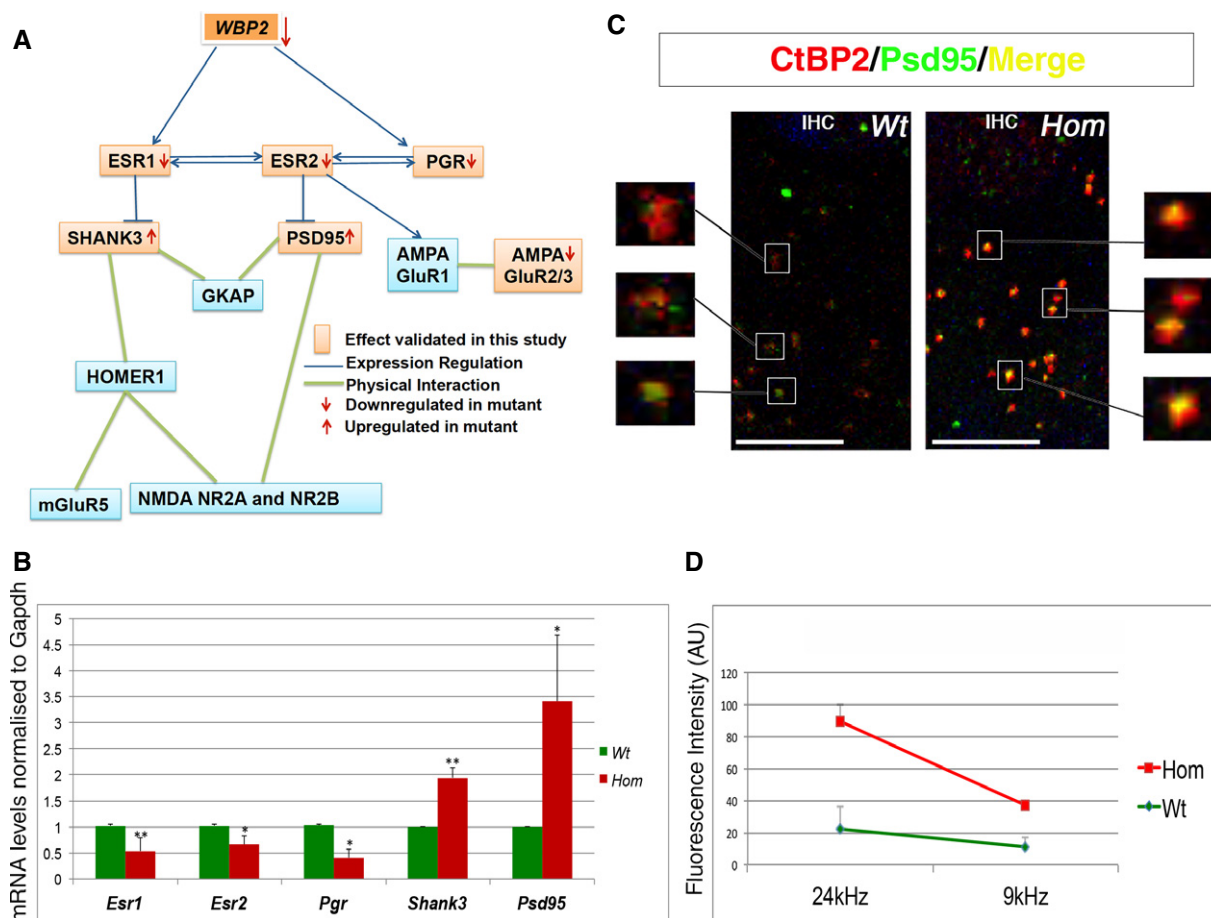 A
WBP2
ESR1
ESR2
PGR
SHANK3
PSD95
AMPA
GluR1
AMPA
GluR2/3
GKAP
HOMER1
mGluR5
NMDA NR2A and NR2B
Effect validated in this study
Expression Regulation
Physical Interaction
Downregulated in mutant
Upregulated in mutant
C
CtBP2/Psd95/Merge
IHC Wt
IHC Hom
B
mRNA levels normalised to Gapdh
5
4.5
4
3.5
3
2.5
2
1.5
1
0.5
0
**
*
*
**
*
Esr1 Esr2 Pgr Shank3 Psd95
Wt
Hom
D
Fluorescence Intensity (AU)
120
100
80
60
40
20
0
24kHz 9kHz
Hom
Wt